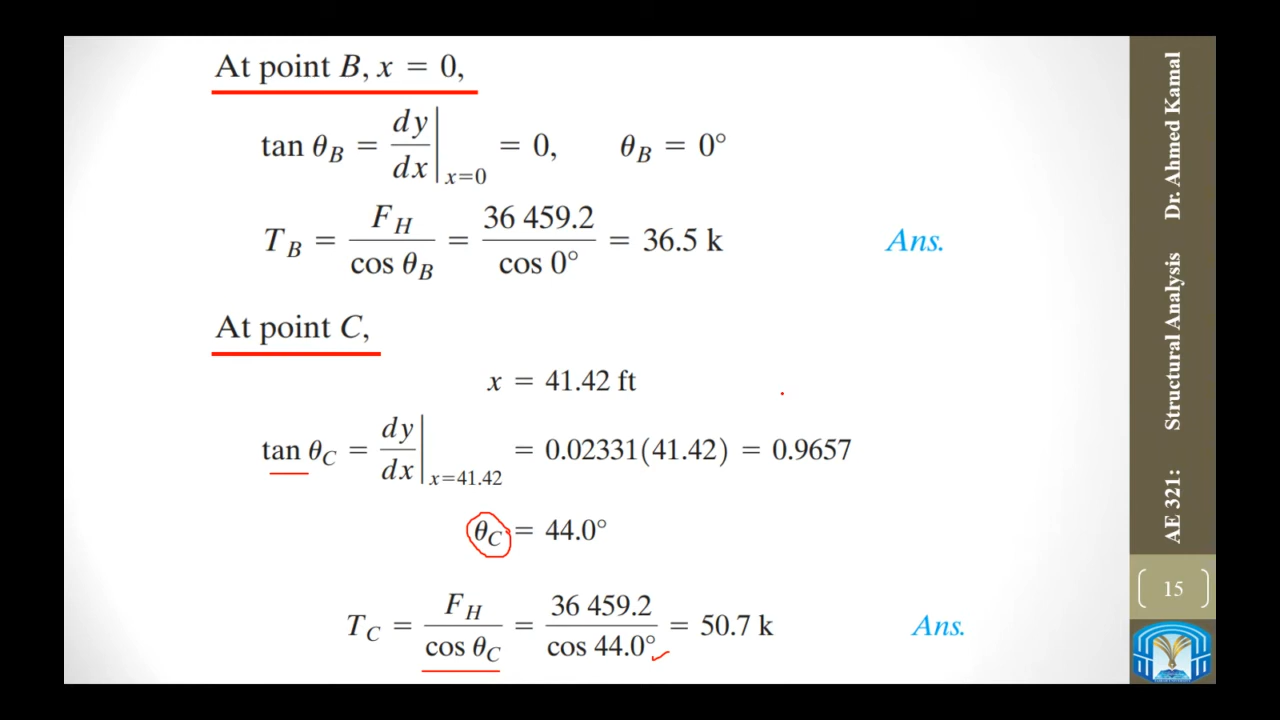 At point B, x = 0,
tan θ_B = dy/dx |_{x=0} = 0, θ_B = 0°
T_B = F_H / cos θ_B = 36 459.2 / cos 0° = 36.5 k Ans.
At point C,
x = 41.42 ft
tan θ_C = dy/dx |_{x=41.42} = 0.02331(41.42) = 0.9657
θ_C = 44.0°
T_C = F_H / cos θ_C = 36 459.2 / cos 44.0° = 50.7 k Ans.
AE 321: Structural Analysis Dr. Ahmed Kamal
15